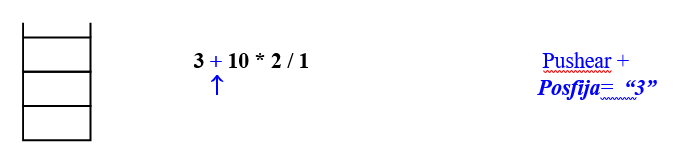 3 + 10 * 2 / 1
Pushear +
Posfija= “3”